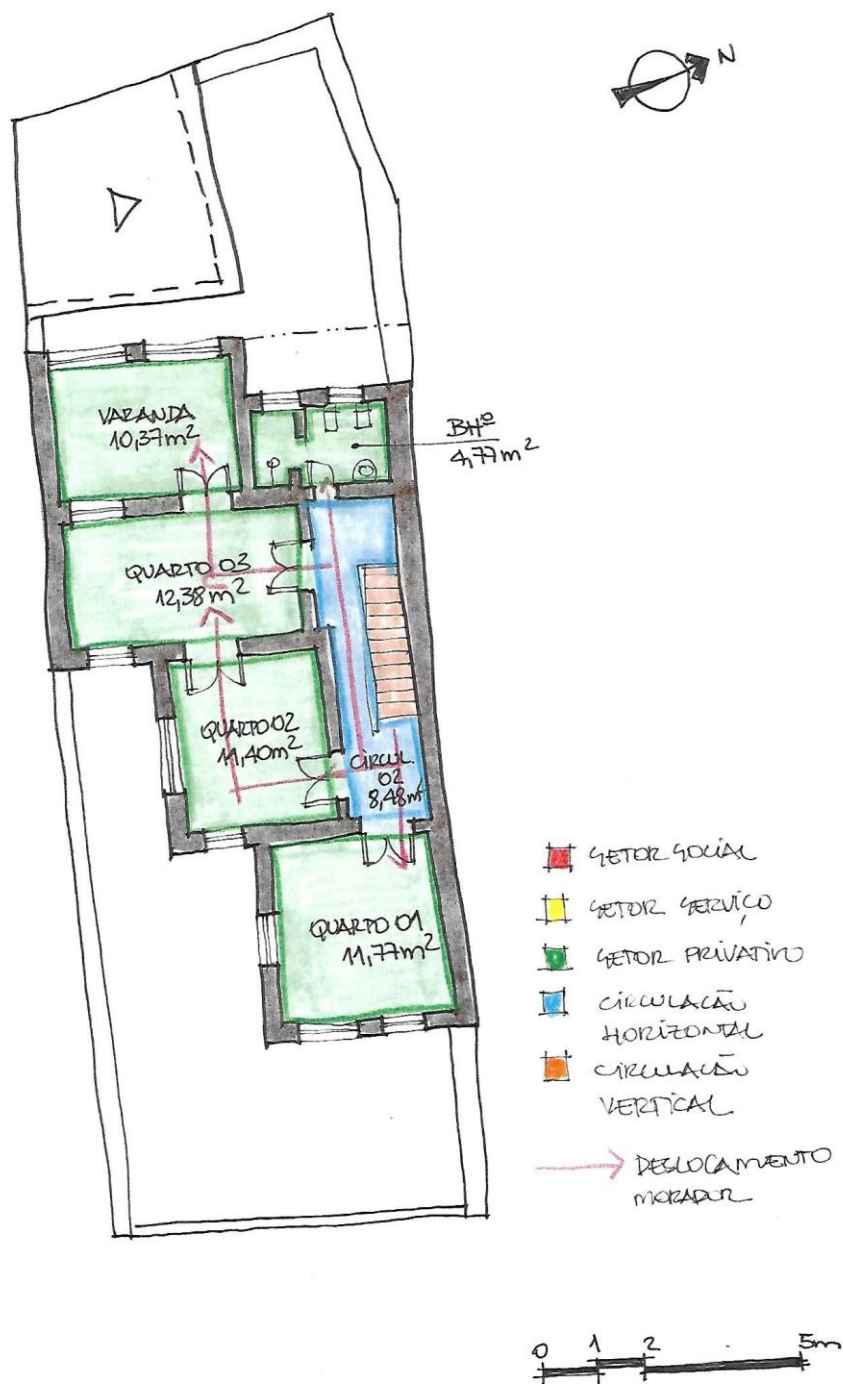 N
VARANDA
10,37m²
BHº
4,77m²
QUARTO 03
12,38m²
QUARTO 02
11,40m²
CIRCUL.
02
8,48m²
QUARTO 01
11,77m²
SETOR SOCIAL
SETOR SERVIÇO
SETOR PRIVATIVO
CIRCULAÇÃO
HORIZONTAL
CIRCULAÇÃO
VERTICAL
DESLOCAMENTO
MORADOR
0 1 2 5m